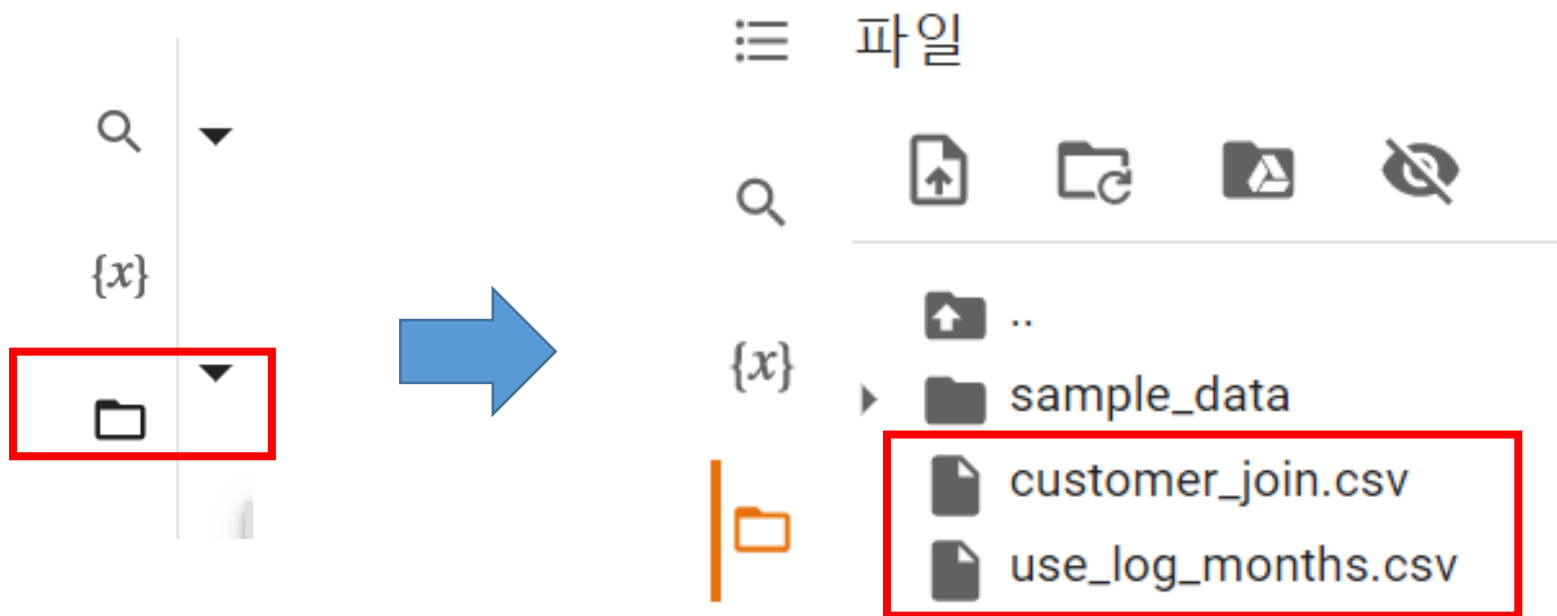 {x}
파일
{x}
..
sample_data
customer_join.csv
use_log_months.csv